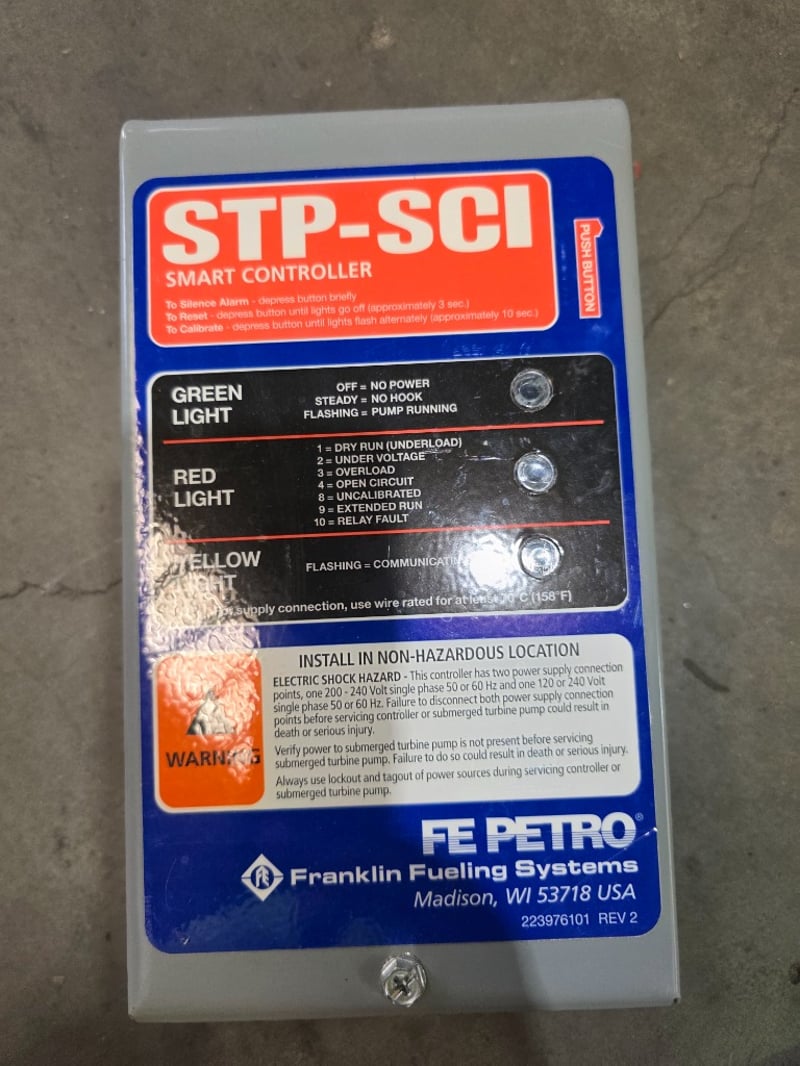 STP-SCI
SMART CONTROLLER
To Silence Alarm - depress button briefly
To Reset - depress button until lights go off (approximately 3 sec.)
To Calibrate - depress button until lights flash alternately (approximately 10 sec.)
PUSH BUTTON
GREEN
LIGHT
OFF = NO POWER
STEADY = NO HOOK
FLASHING = PUMP RUNNING
RED
LIGHT
1 = DRY RUN (UNDERLOAD)
2 = UNDER VOLTAGE
3 = OVERLOAD
4 = OPEN CIRCUIT
8 = UNCALIBRATED
9 = EXTENDED RUN
10 = RELAY FAULT
YELLOW
LIGHT
FLASHING =
For supply connection, use wire rated for at least 70°C (158°F)
WARNING
INSTALL IN NON-HAZARDOUS LOCATION
ELECTRIC SHOCK HAZARD - This controller has two power supply connection
points, one 200 - 240 Volt single phase 50 or 60 Hz and one 120 or 240 Volt
single phase 50 or 60 Hz. Failure to disconnect both power supply connection
points before servicing controller or submerged turbine pump could result in
death or serious injury.
Verify power to submerged turbine pump is not present before servicing
submerged turbine pump. Failure to do so could result in death or serious injury.
Always use lockout and tagout of power sources during servicing controller or
submerged turbine pump.
FE PETRO®
Franklin Fueling Systems
Madison, WI 53718 USA
223976101 REV 2